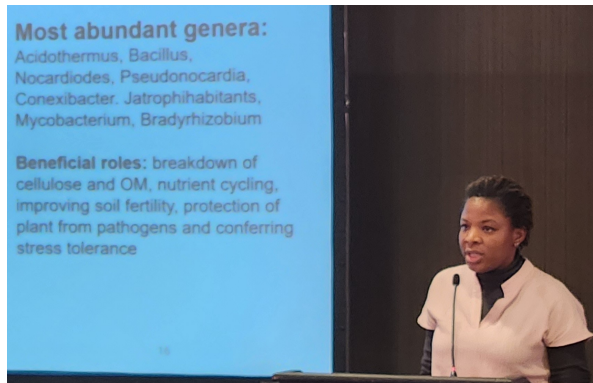 Most abundant genera:
Acidothermus, Bacillus,
Nocardiodes, Pseudonocardia,
Conexibacter. Jatrophihabitants,
Mycobacterium, Bradyrhizobium
Beneficial roles: breakdown of
cellulose and OM, nutrient cycling,
improving soil fertility, protection of
plant from pathogens and conferring
stress tolerance